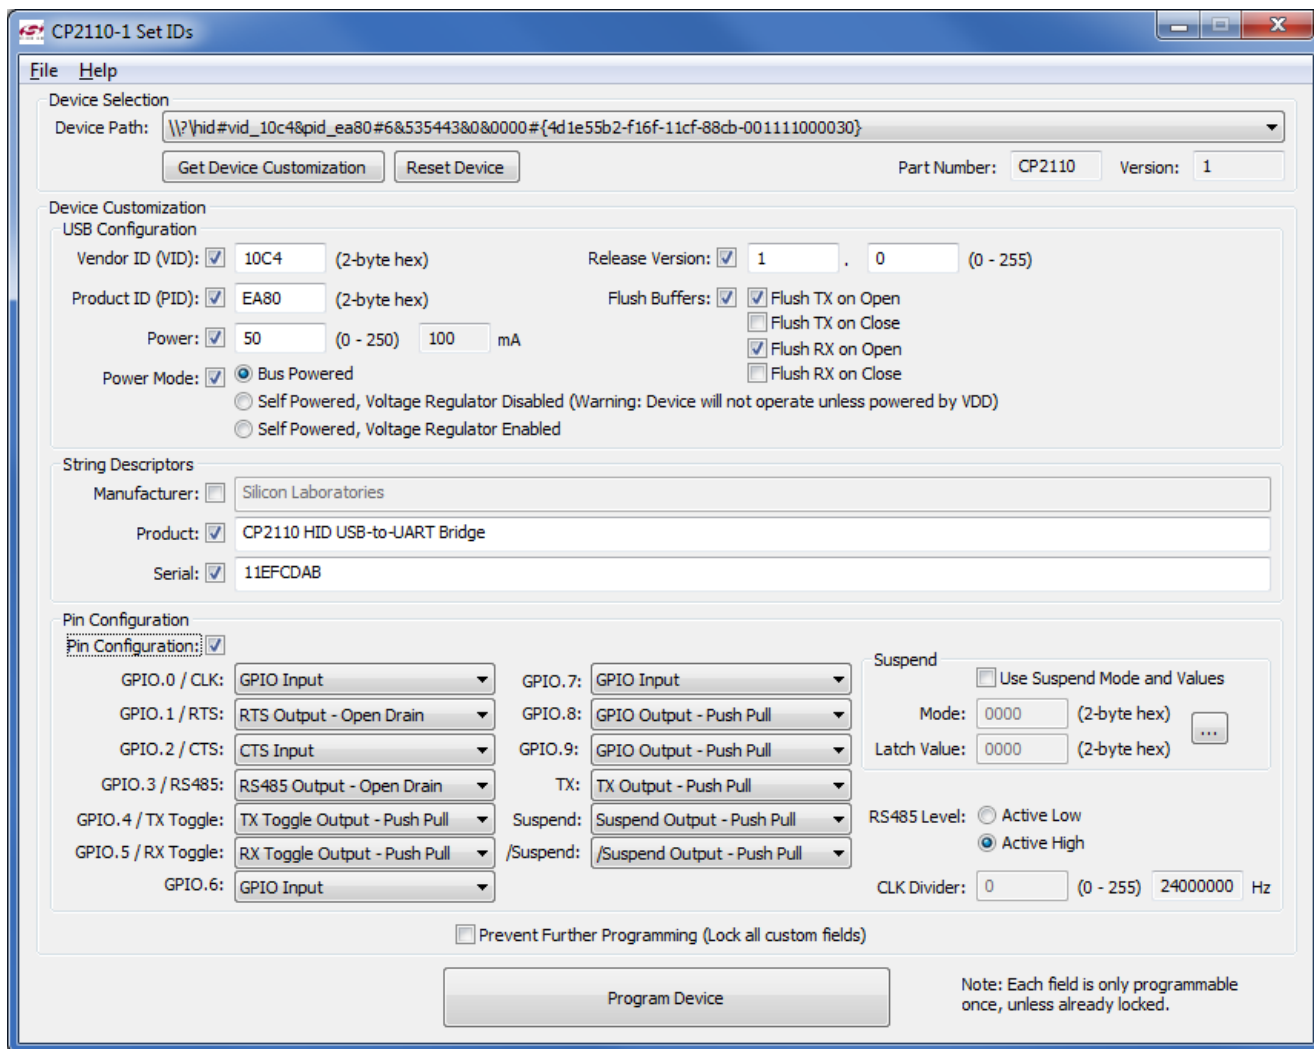 CP2110-1 Set IDs
File Help
Device Selection
Device Path: \\?\hid#vid_10c4&pid_ea80#6&535443&0&0000#{4d1e55b2-f16f-11cf-88cb-001111000030}
Get Device Customization Reset Device Part Number: CP2110 Version: 1
Device Customization
USB Configuration
Vendor ID (VID): 10C4 (2-byte hex) Release Version: 1 . 0 (0 - 255)
Product ID (PID): EA80 (2-byte hex) Flush Buffers: Flush TX on Open
Flush TX on Close
Power: 50 (0 - 250) 100 mA Flush RX on Open
Power Mode: Bus Powered Flush RX on Close
Self Powered, Voltage Regulator Disabled (Warning: Device will not operate unless powered by VDD)
Self Powered, Voltage Regulator Enabled
String Descriptors
Manufacturer: Silicon Laboratories
Product: CP2110 HID USB-to-UART Bridge
Serial: 11EFCDAB
Pin Configuration
Pin Configuration:
GPIO.0 / CLK: GPIO Input GPIO.7: GPIO Input Suspend
Use Suspend Mode and Values
GPIO.1 / RTS: RTS Output - Open Drain GPIO.8: GPIO Output - Push Pull Mode: 0000 (2-byte hex)
...
GPIO.2 / CTS: CTS Input GPIO.9: GPIO Output - Push Pull Latch Value: 0000 (2-byte hex)
GPIO.3 / RS485: RS485 Output - Open Drain TX: TX Output - Push Pull
GPIO.4 / TX Toggle: TX Toggle Output - Push Pull Suspend: Suspend Output - Push Pull RS485 Level: Active Low
GPIO.5 / RX Toggle: RX Toggle Output - Push Pull /Suspend: /Suspend Output - Push Pull Active High
GPIO.6: GPIO Input CLK Divider: 0 (0 - 255) 24000000 Hz
Prevent Further Programming (Lock all custom fields)
Program Device
Note: Each field is only programmable
once, unless already locked.